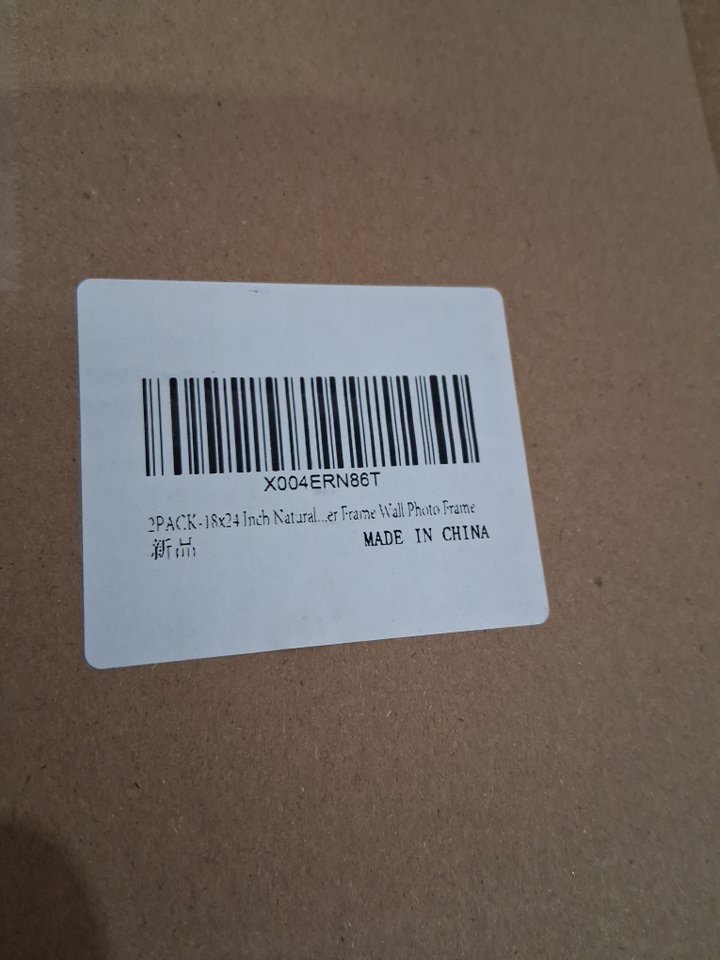 X004ERN86T
2PACK-18x24 Inch Natural...er Frame Wall Photo Frame
新品
MADE IN CHINA